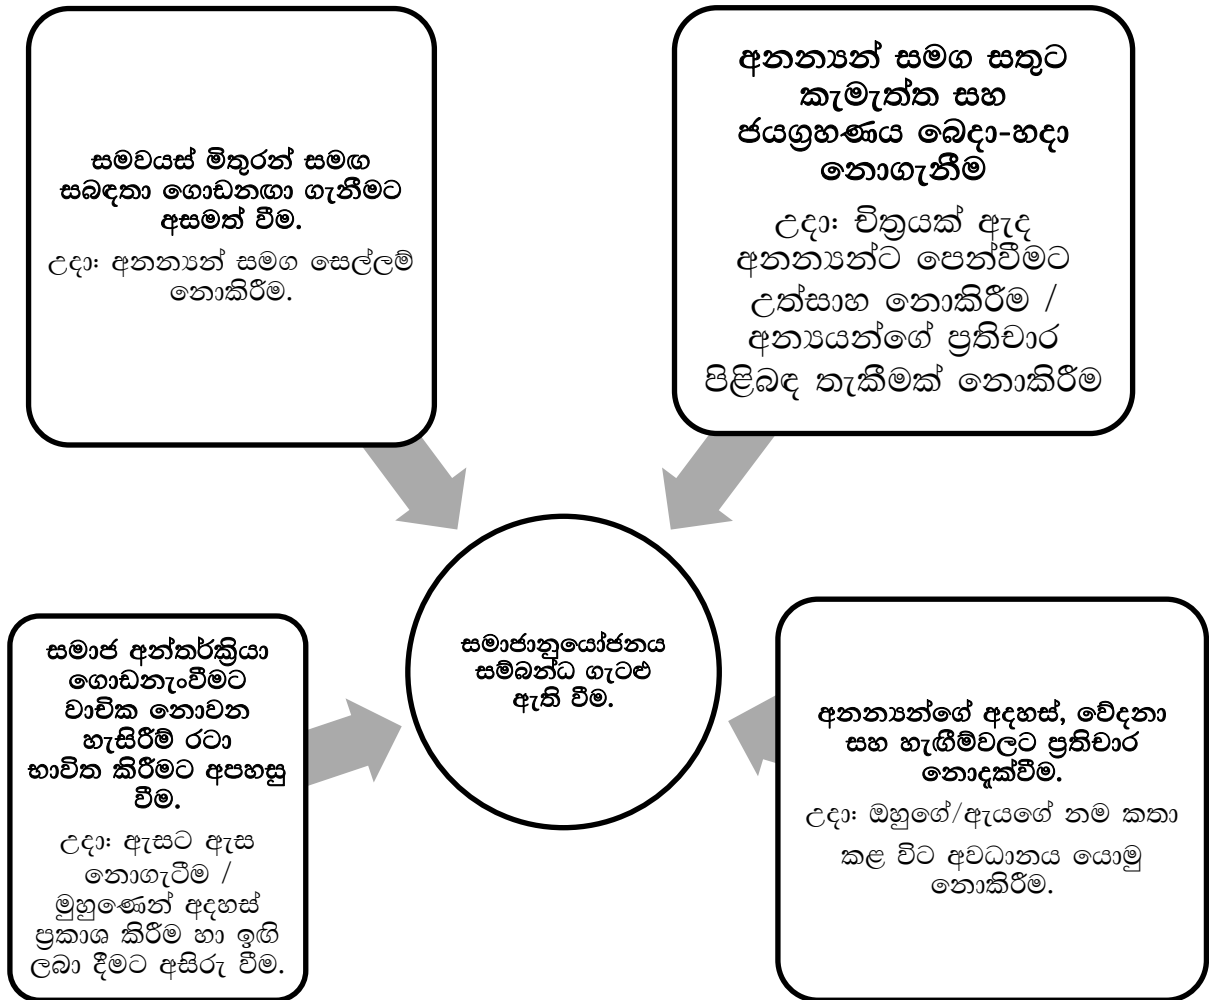 සමවයස් මිතුරන් සමඟ
සබඳතා ගොඩනඟා ගැනීමට
අසමත් වීම.
උදා: අනන්‍යන් සමග සෙල්ලම්
නොකිරීම.
අනන්‍යන් සමග සතුට
කැමැත්ත සහ
ජයග්‍රහණය බෙදා-හදා
නොගැනීම
උදා: චිත්‍රයක් ඇඳ
අනන්‍යන්ට පෙන්වීමට
උත්සාහ නොකිරීම /
අන්‍යයන්ගේ ප්‍රතිචාර
පිළිබඳ තැකීමක් නොකිරීම
සමාජානුයෝජනය
සම්බන්ධ ගැටළු
ඇති වීම.
සමාජ අන්තර්ක්‍රියා
ගොඩනැංවීමට
වාචික නොවන
හැසිරීම් රටා
භාවිත කිරීමට අපහසු
වීම.
උදා: ඇසට ඇස
නොගැටීම /
මුහුණෙන් අදහස්
ප්‍රකාශ කිරීම හා ඉඟි
ලබා දීමට අසිරු වීම.
අනන්‍යන්ගේ අදහස්, වේදනා
සහ හැඟීම්වලට ප්‍රතිචාර
නොදැක්වීම.
උදා: ඔහුගේ/ඇයගේ නම කතා
කළ විට අවධානය යොමු
නොකිරීම.